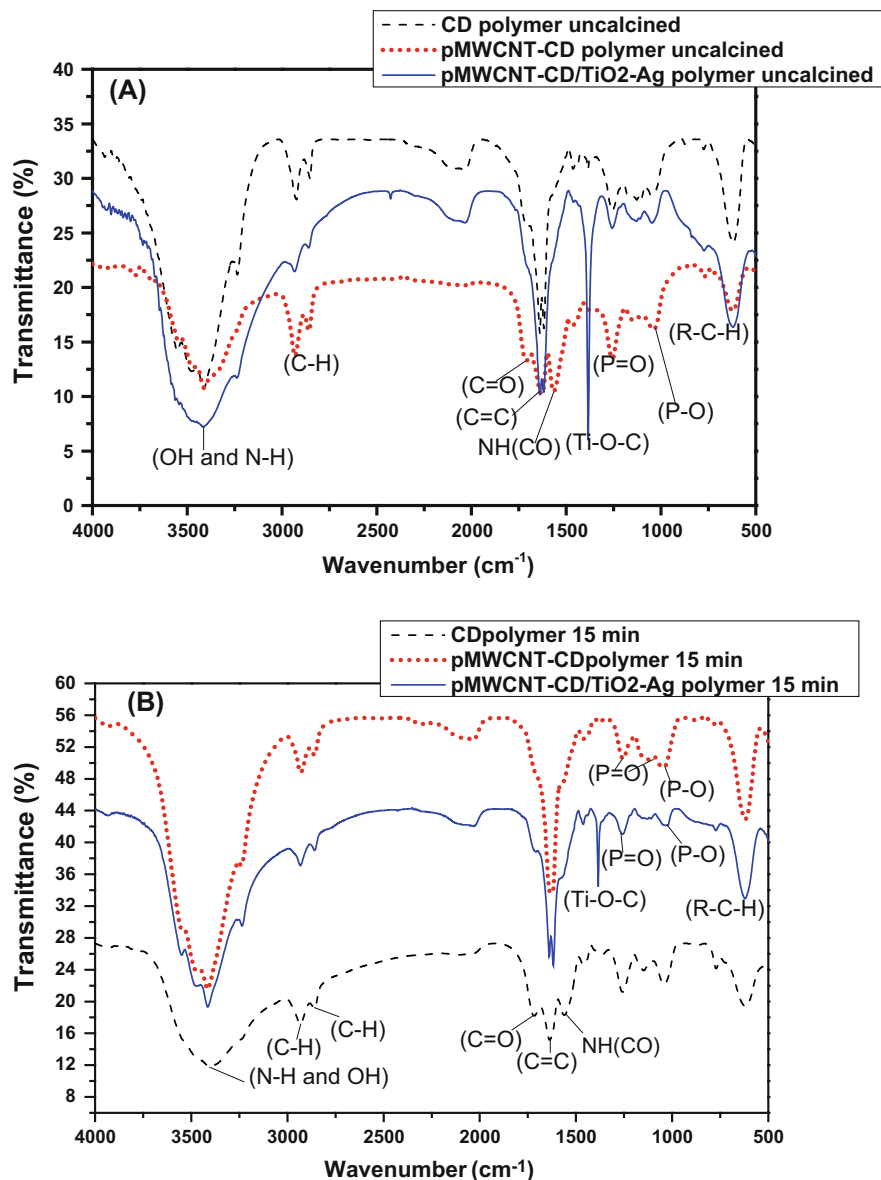 CD polymer uncalcined
pMWCNT-CD polymer uncalcined
pMWCNT-CD/TiO2-Ag polymer uncalcined
(A)
40
35
30
25
20
15
10
5
0
Transmittance (%)
(C-H)
(R-C-H)
(C=O)
(P=O)
(C=C)
(P-O)
NH(CO)
(Ti-O-C)
(OH and N-H)
4000 3500 3000 2500 2000 1500 1000 500
Wavenumber (cm-1)
CDpolymer 15 min
pMWCNT-CDpolymer 15 min
pMWCNT-CD/TiO2-Ag polymer 15 min
(B)
60
56
52
48
44
40
36
32
28
24
20
16
12
8
Transmittance (%)
(P=O)
(P-O)
(P=O)
(P-O)
(Ti-O-C)
(R-C-H)
(C-H)
(C-H)
(C=O)
(C=C)
NH(CO)
(N-H and OH)
4000 3500 3000 2500 2000 1500 1000 500
Wavenumber (cm-1)